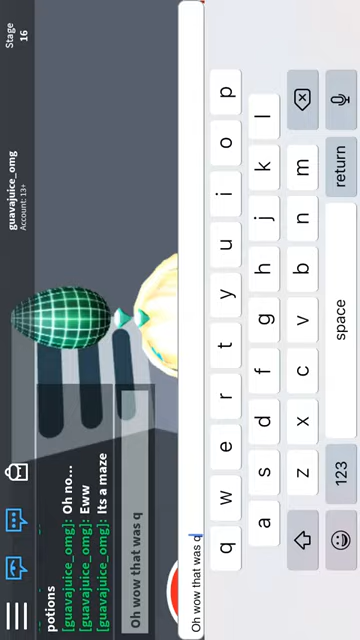 guavajuice_omg
Account: 13+
Stage
16
potions
[guavajuice_omg]: Oh no...
[guavajuice_omg]: Eww
[guavajuice_omg]: Its a maze
Oh wow that was q
Oh wow that was q
q w e r t y u i o p
a s d f g h j k l
z x c v b n m
123 space return